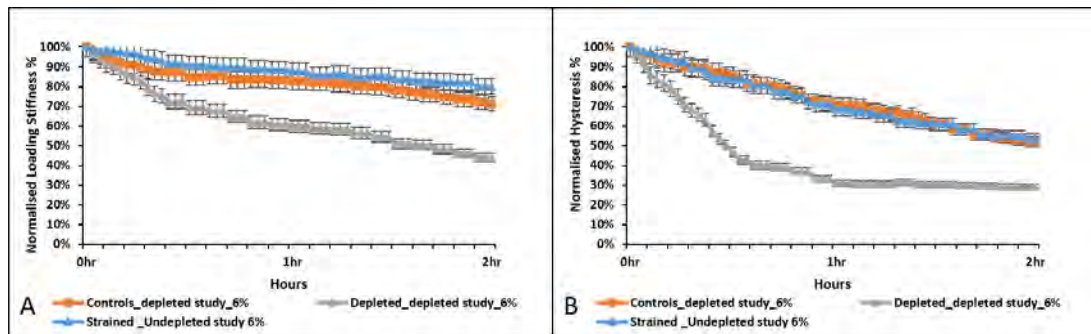 Normalised Loading Stiffness %
100%
90%
80%
70%
60%
50%
40%
30%
20%
10%
0%
0hr 1hr 2hr
Hours
Controls_depleted study_6% Depleted_depleted study_6%
Strained _Undepleted study 6%
A
Normalised Hysteresis %
100%
90%
80%
70%
60%
50%
40%
30%
20%
10%
0%
0hr 1hr 2hr
Hours
Controls_depleted study_6% Depleted_depleted study_6%
Strained _Undepleted study 6%
B